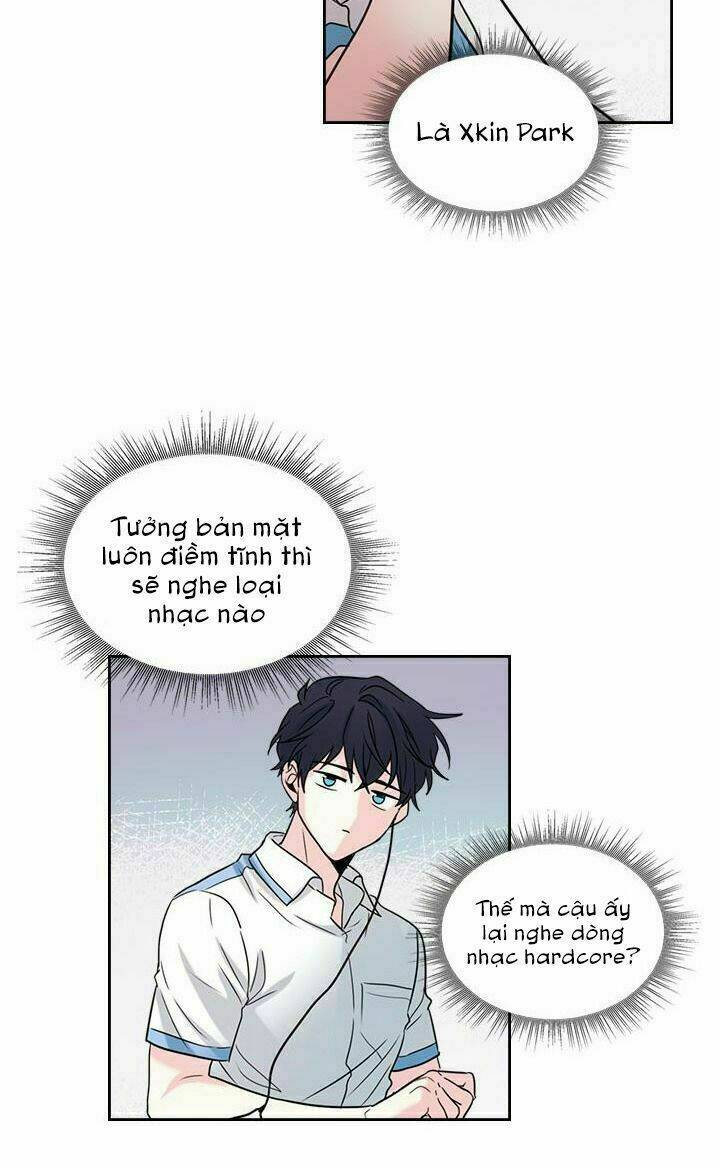 Là Xkin Park
Tưởng bản mặt
luôn điềm tĩnh thì
sẽ nghe loại
nhạc nào
Thế mà cậu ấy
lại nghe dòng
nhạc hardcore?